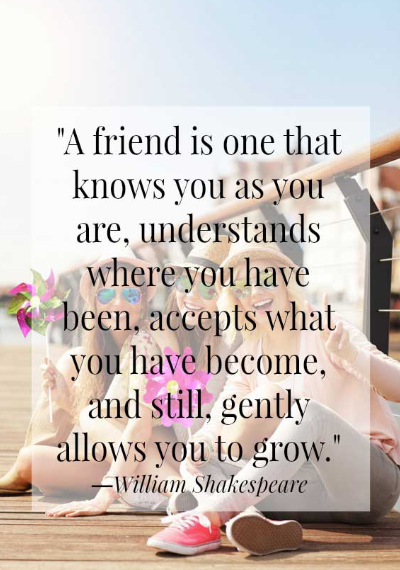 "A friend is one that
knows you as you
are, understands
where you have
been, accepts what
you have become,
and still, gently
allows you to grow."
—William Shakespeare